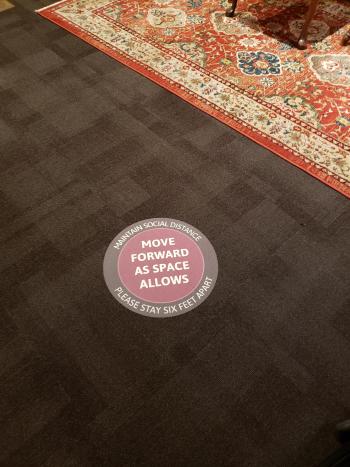 MAINTAIN SOCIAL DISTANCE
MOVE
FORWARD
AS SPACE
ALLOWS
PLEASE STAY SIX FEET APART